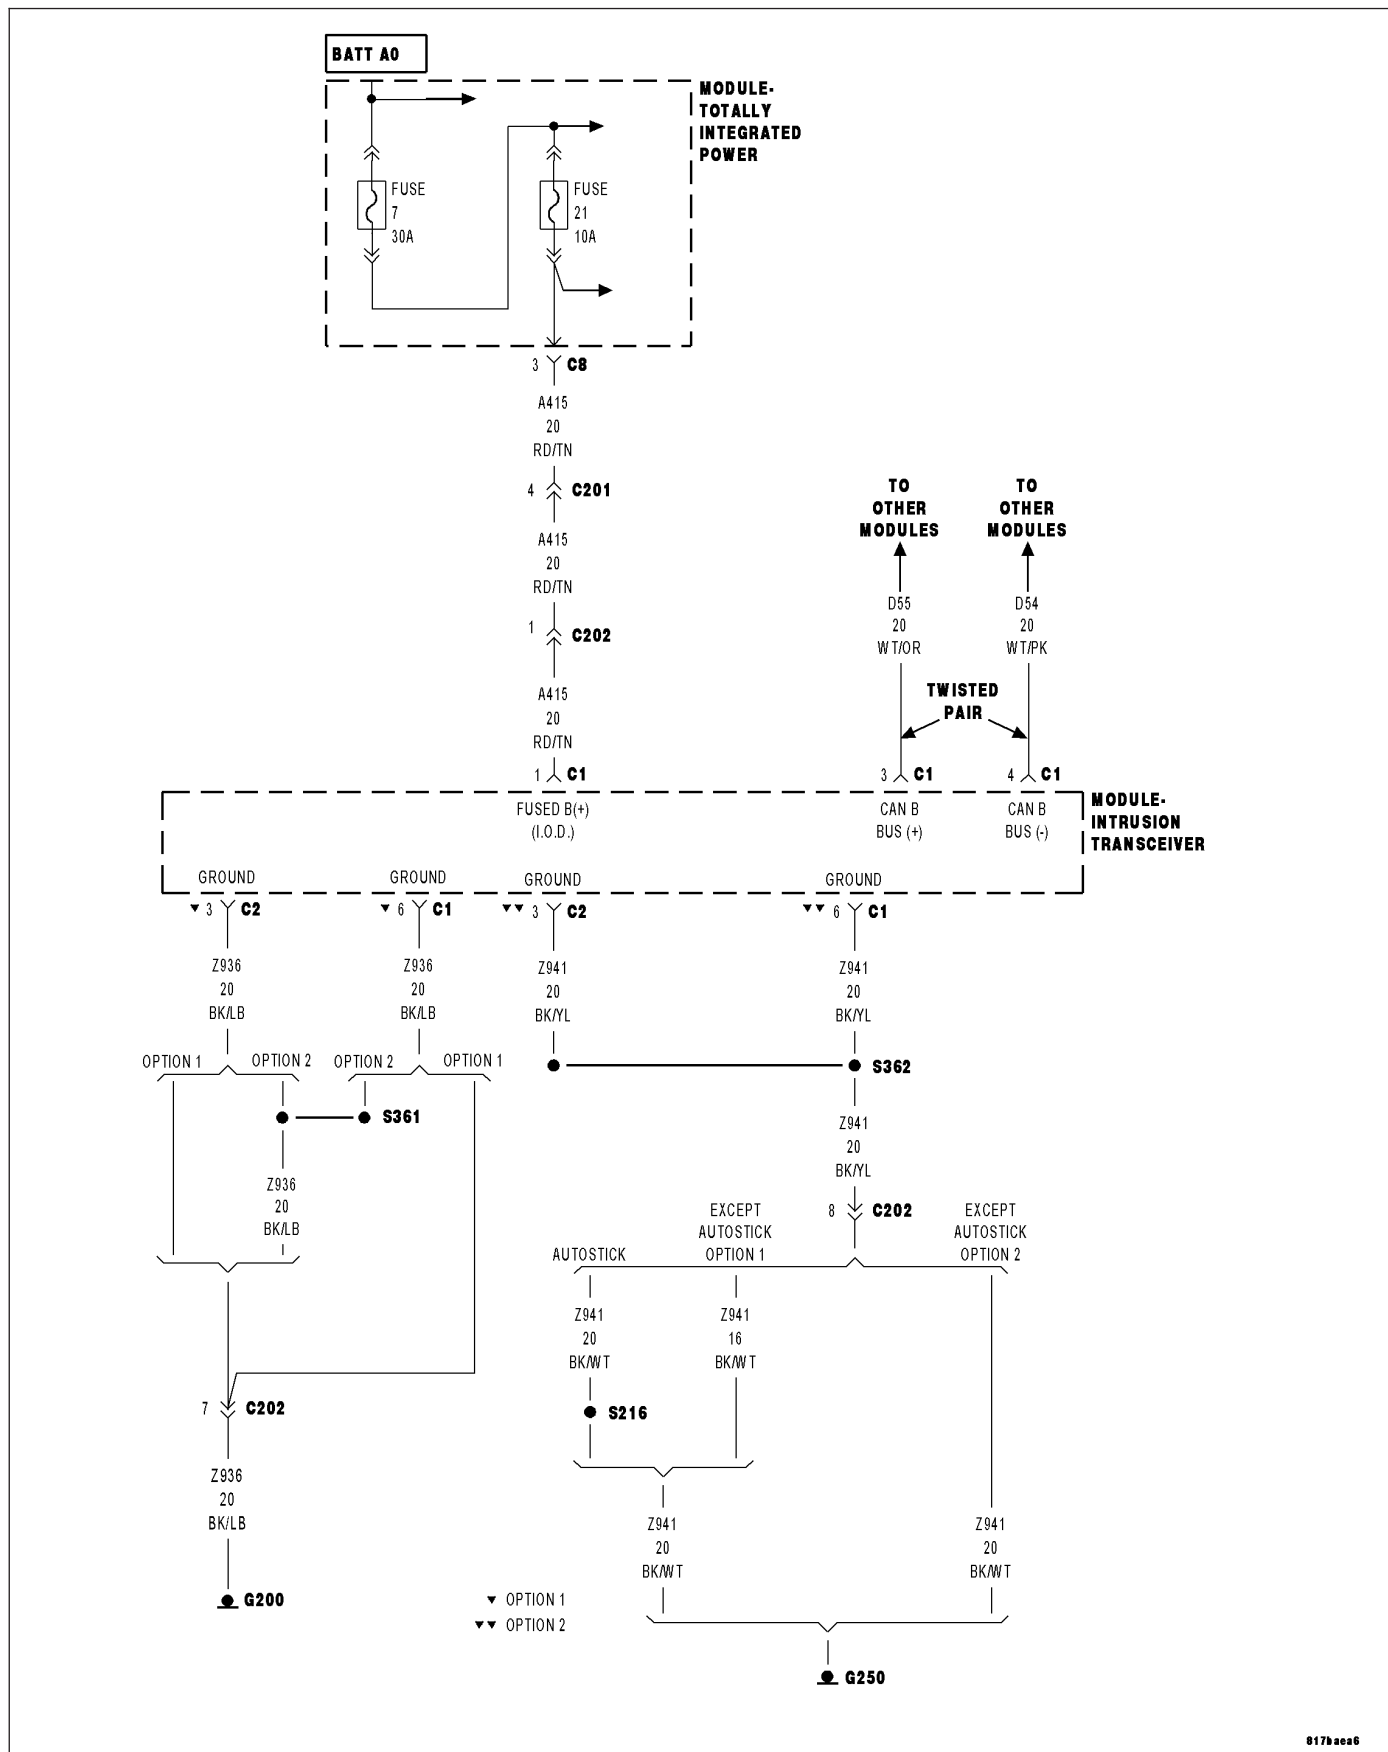 BATT A0
MODULE-
TOTALLY
INTEGRATED
POWER
FUSE
7
30A
FUSE
21
10A
3 C8
A415
20
RD/TN
4 C201
A415
20
RD/TN
1 C202
A415
20
RD/TN
1 C1
TO
OTHER
MODULES
TO
OTHER
MODULES
D55
20
WT/OR
D54
20
WT/PK
TWISTED
PAIR
3 C1
4 C1
MODULE-
INTRUSION
TRANSCEIVER
FUSED B(+)
(I.O.D.)
CAN B
BUS (+)
CAN B
BUS (-)
GROUND
GROUND
GROUND
GROUND
▼ 3 C2
▼ 6 C1
▼▼ 3 C2
▼▼ 6 C1
Z936
20
BK/LB
Z936
20
BK/LB
Z941
20
BK/YL
Z941
20
BK/YL
OPTION 1
OPTION 2
OPTION 2
OPTION 1
S361
S362
Z936
20
BK/LB
Z941
20
BK/YL
8 C202
AUTOSTICK
EXCEPT
AUTOSTICK
OPTION 1
EXCEPT
AUTOSTICK
OPTION 2
Z941
20
BK/WT
Z941
16
BK/WT
S216
7 C202
Z936
20
BK/LB
G200
Z941
20
BK/WT
Z941
20
BK/WT
▼ OPTION 1
▼▼ OPTION 2
G250
817baea6